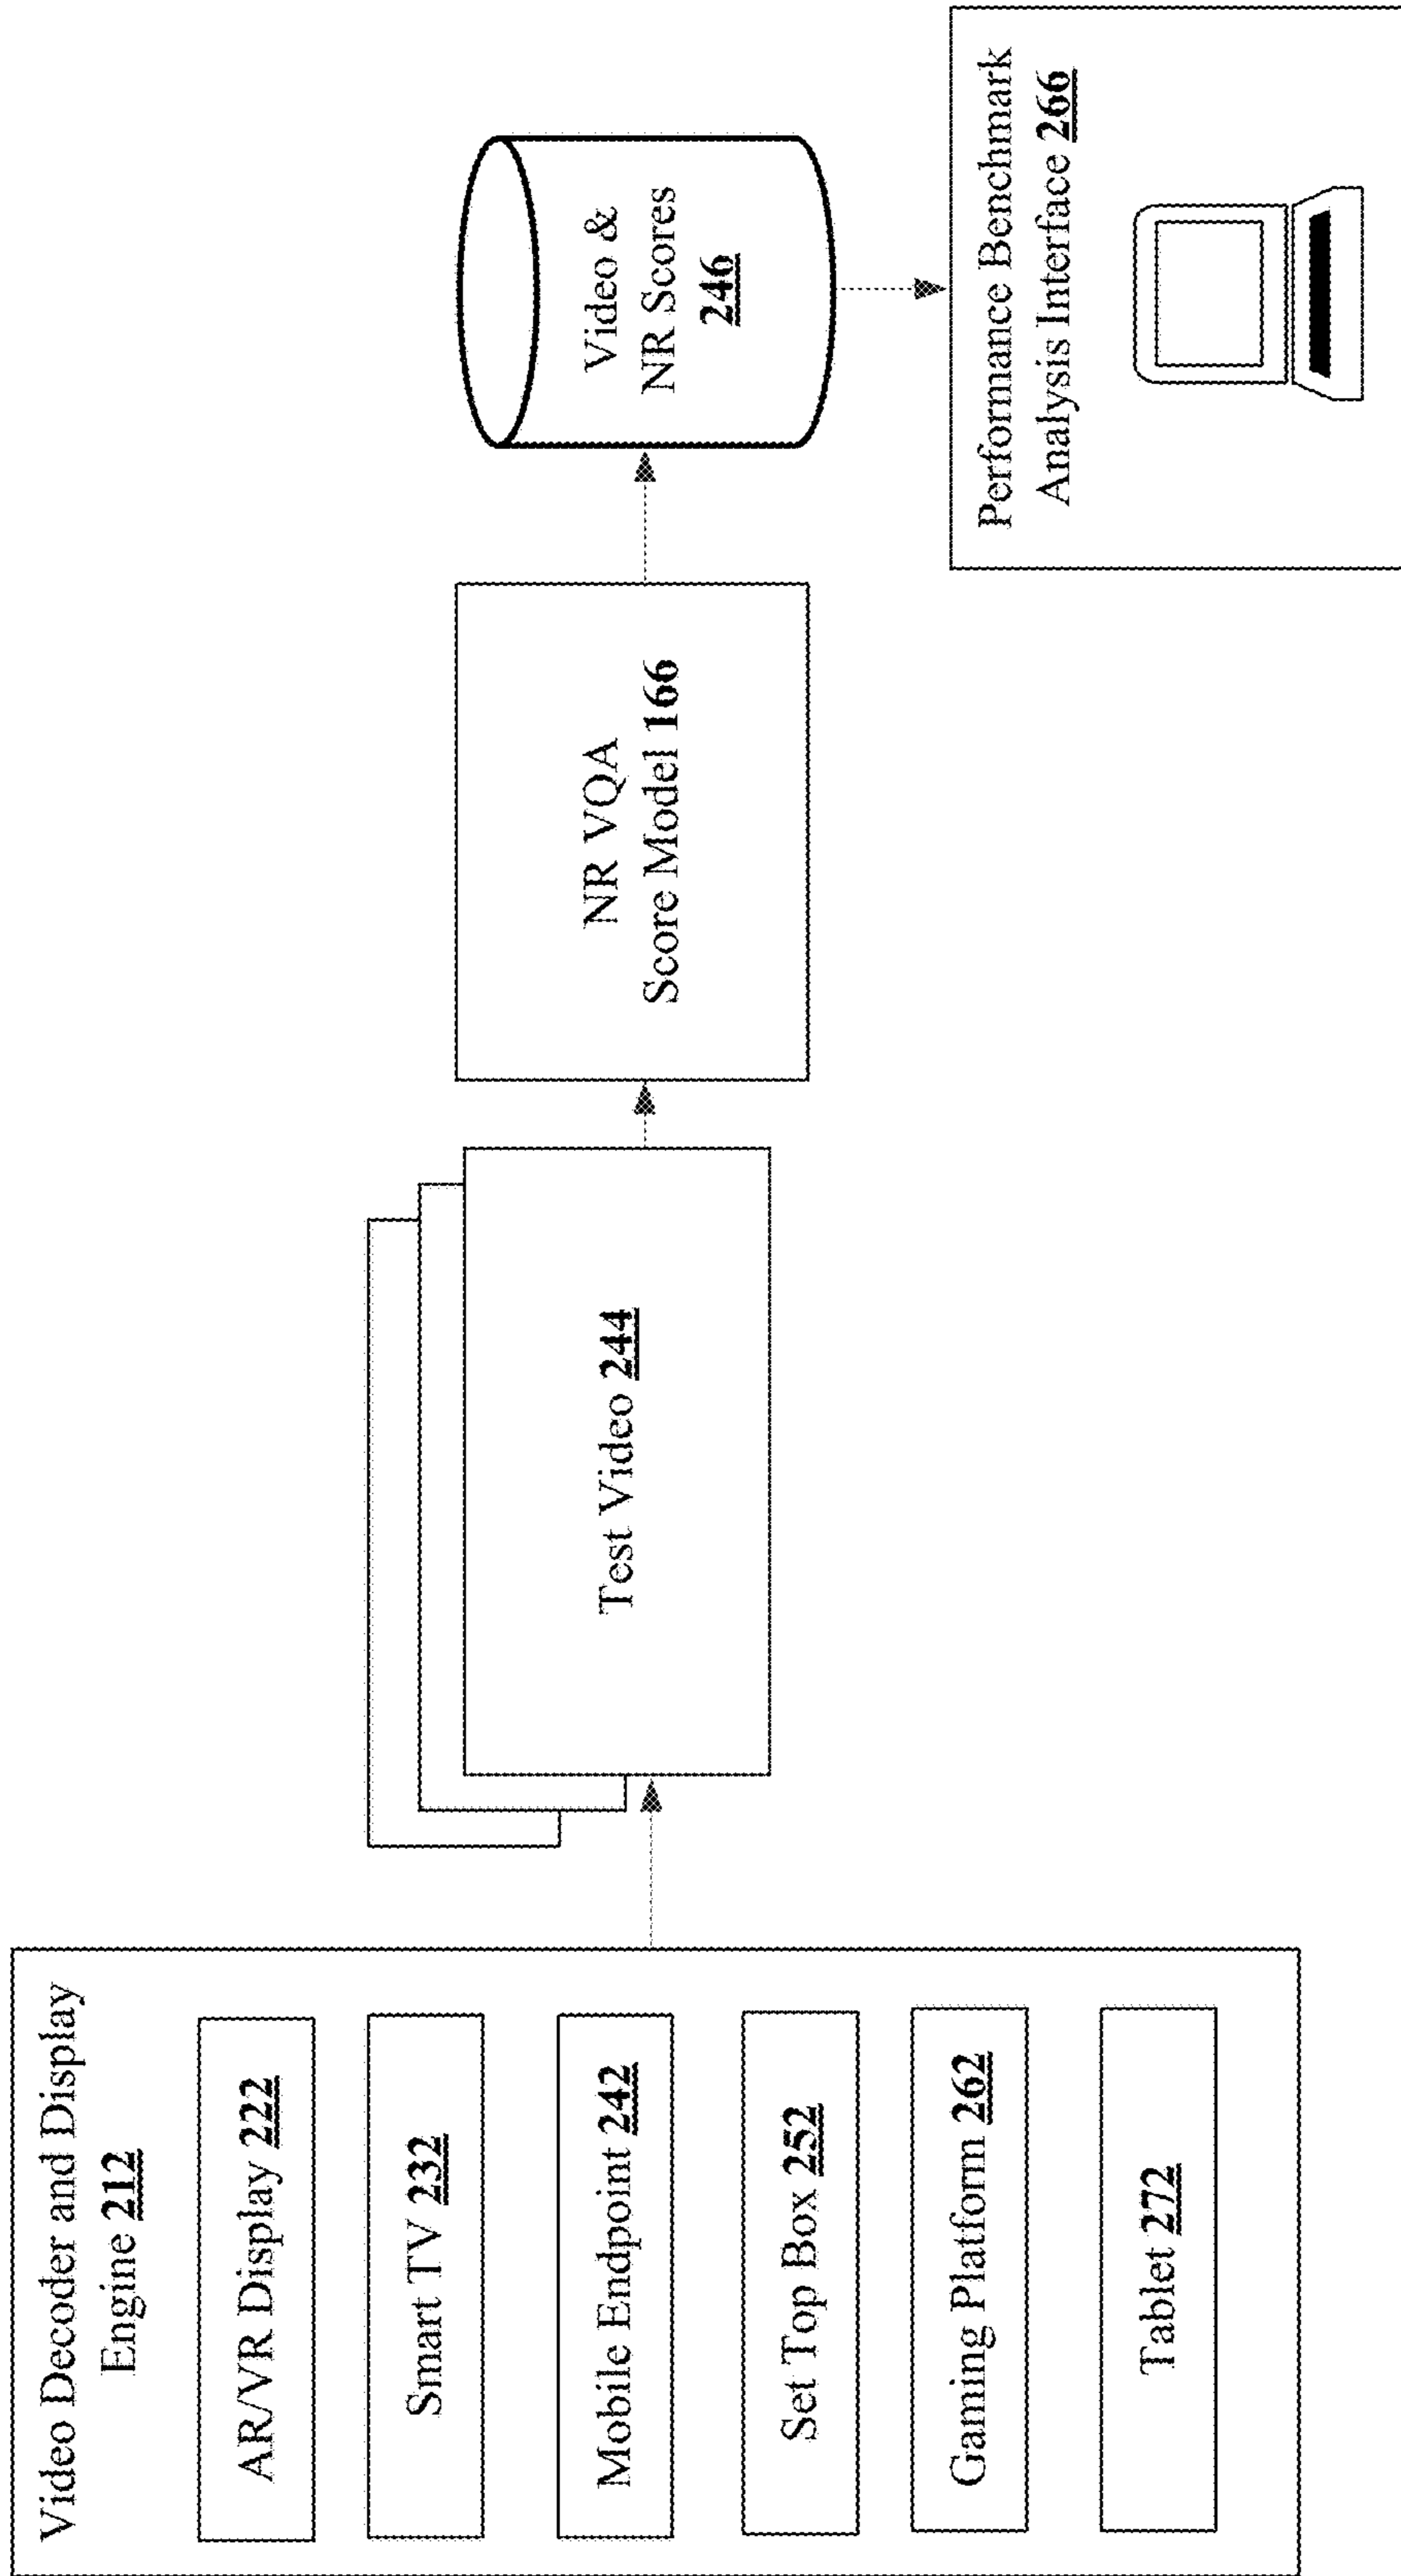 Video Decoder and Display
Engine 212
AR/VR Display 222
Smart TV 232
Mobile Endpoint 242
Set Top Box 252
Gaming Platform 262
Tablet 272
Test Video 244
NR VQA
Score Model 166
Video &
NR Scores
246
Performance Benchmark
Analysis Interface 266